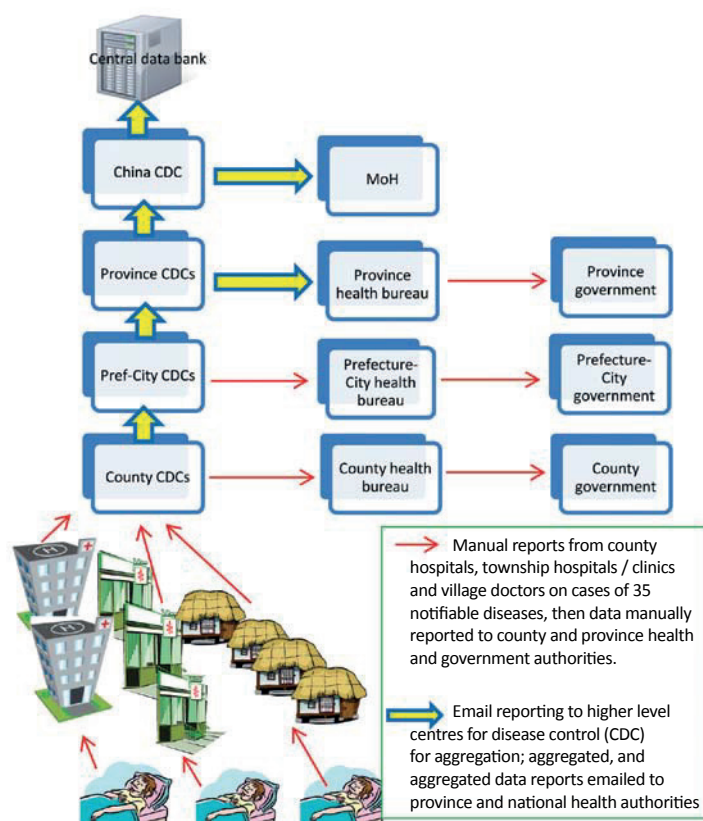 Central data bank
China CDC
MoH
Province CDCs
Province
health bureau
Province
government
Pref-City CDCs
Prefecture-
City health
bureau
Prefecture-
City
government
County CDCs
County health
bureau
County
government
H
H
Manual reports from county
hospitals, township hospitals / clinics
and village doctors on cases of 35
notifiable diseases, then data manually
reported to county and province health
and government authorities.
Email reporting to higher level
centres for disease control (CDC)
for aggregation; aggregated, and
aggregated data reports emailed to
province and national health authorities